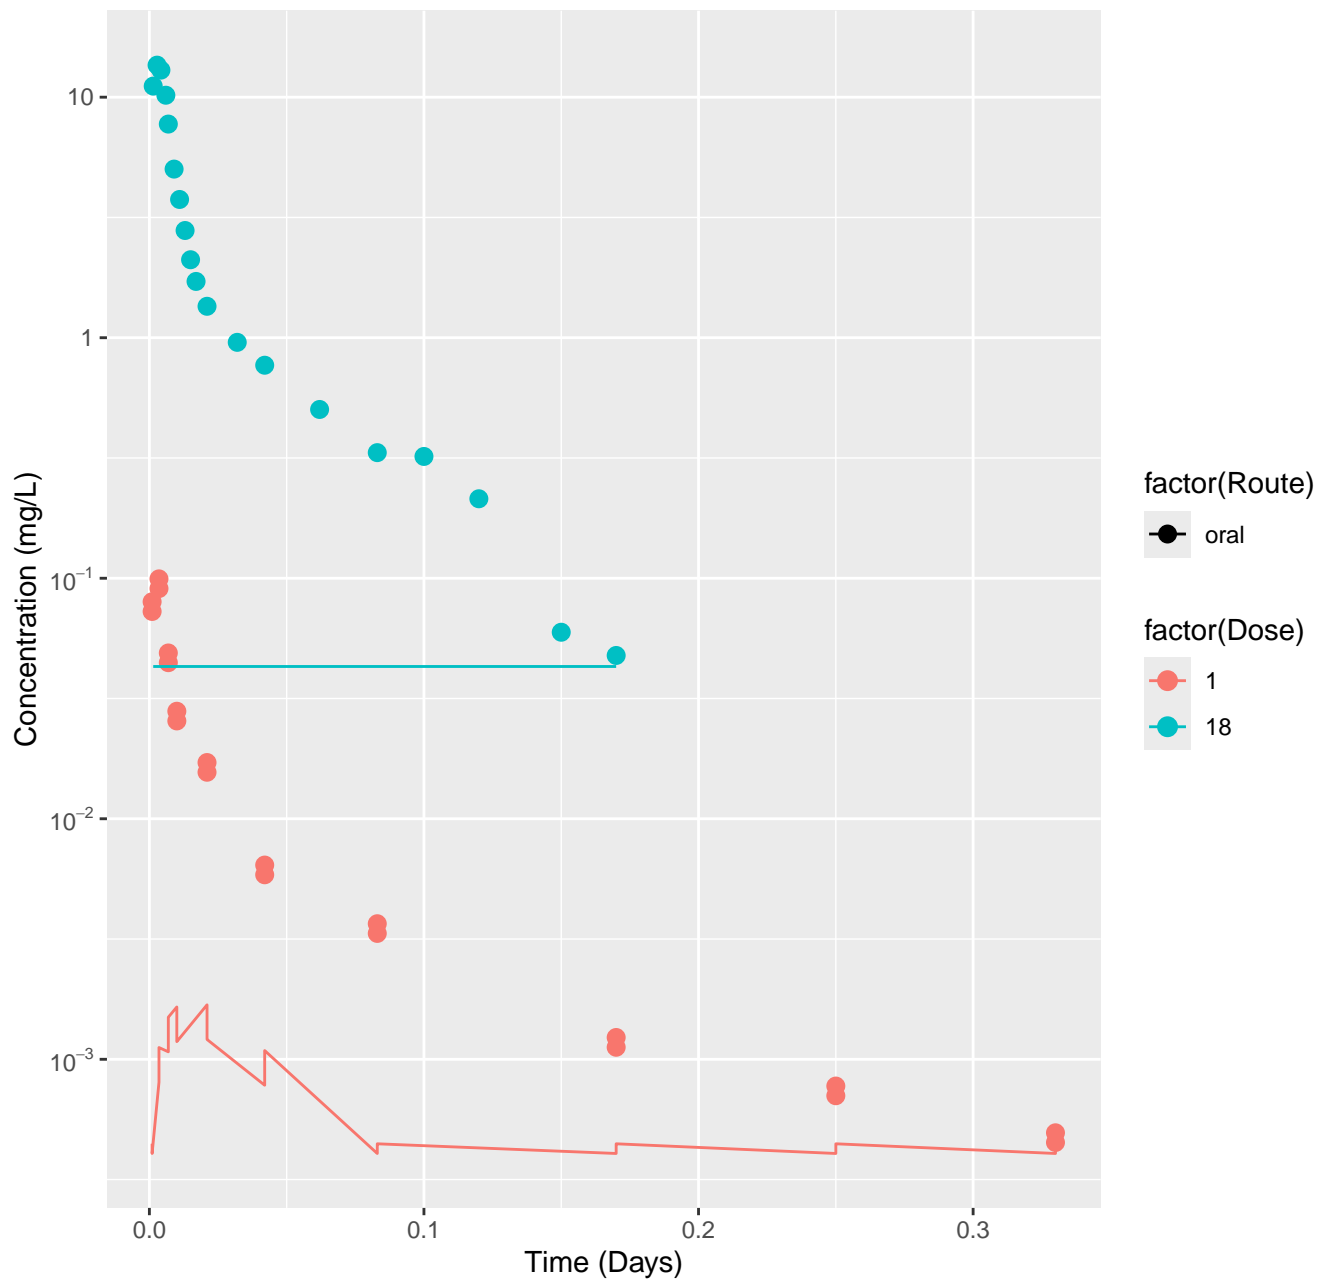 10
1
10⁻¹
10⁻²
10⁻³
Concentration (mg/L)
0.0
0.1
0.2
0.3
Time (Days)
factor(Route)
oral
factor(Dose)
1
18